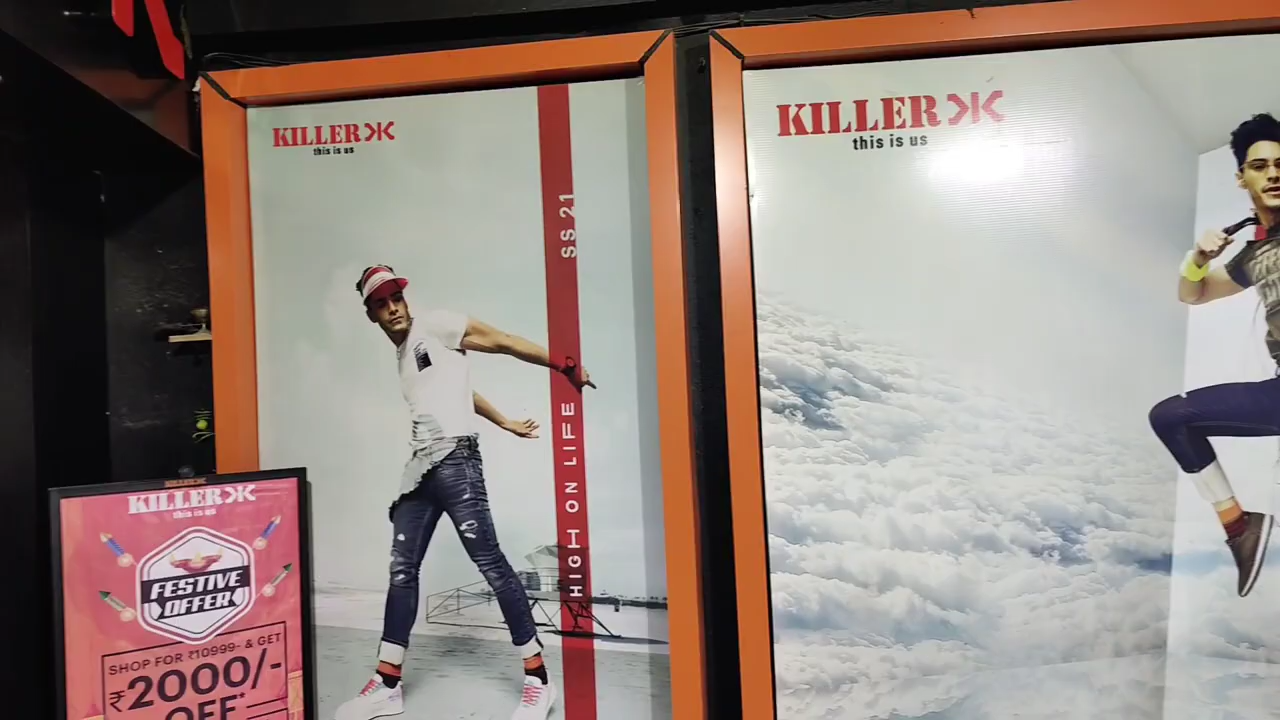 KILLER
this is us
SS 21
HIGH ON LIFE
KILLER
this is us
KILLER
this is us
FESTIVE
OFFER
SHOP FOR ₹10999- & GET
₹2000/-
OFF*